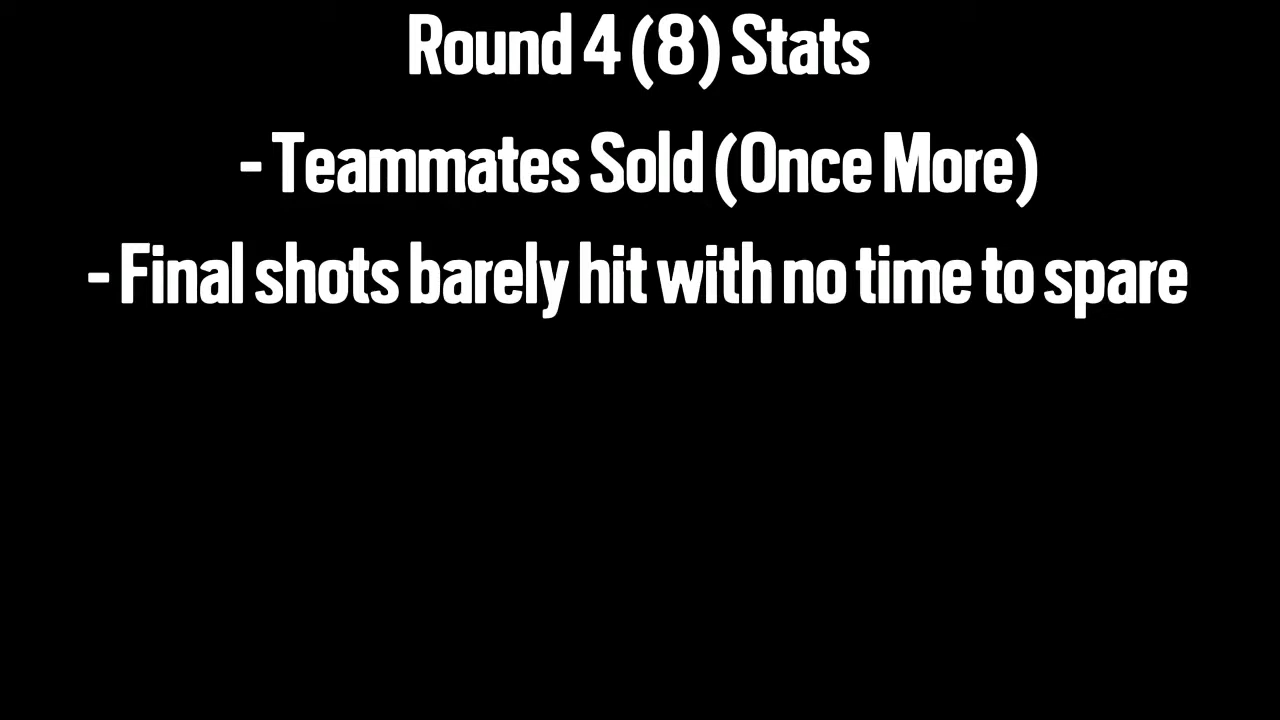 Round 4 (8) Stats
- Teammates Sold (Once More)
- Final shots barely hit with no time to spare